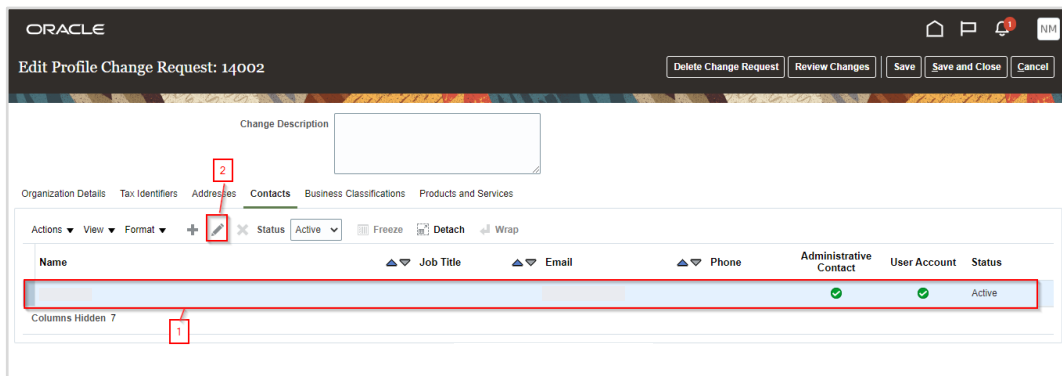 ORACLE
1
NM
Edit Profile Change Request: 14002
Delete Change Request
Review Changes
Save
Save and Close
Cancel
Change Description
2
Organization Details Tax Identifiers Addresses Contacts Business Classifications Products and Services
Actions View Format Status Active Freeze Detach Wrap
Name Job Title Email Phone Administrative Contact User Account Status
Active
Columns Hidden 7
1